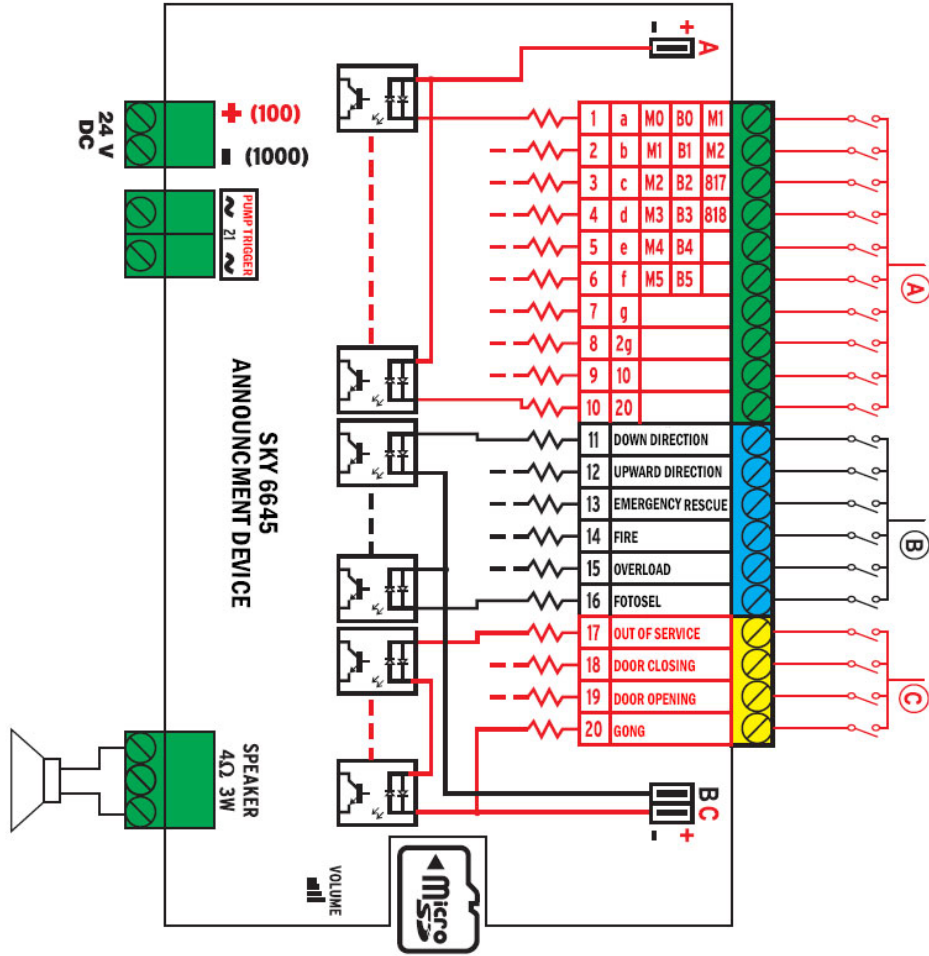 - +
A
1 a M0 B0 M1
2 b M1 B1 M2
3 c M2 B2 817
4 d M3 B3 818
5 e M4 B4
6 f M5 B5
7 g
8 2g
9 10
10 20
11 DOWN DIRECTION
12 UPWARD DIRECTION
13 EMERGENCY RESCUE
14 FIRE
15 OVERLOAD
16 FOTOSEL
17 OUT OF SERVICE
18 DOOR CLOSING
19 DOOR OPENING
20 GONG
A
B
C
B C
- +
24 V
DC
+ (100)
- (1000)
PUMP TRIGGER
~ 21 ~
SKY 6645
ANNOUNCMENT DEVICE
SPEAKER
4Ω 3W
VOLUME
Micro
SD